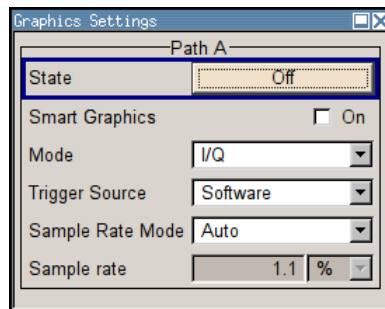 Graphics Settings
Path A
State Off
Smart Graphics On
Mode I/Q
Trigger Source Software
Sample Rate Mode Auto
Sample rate 1.1 %